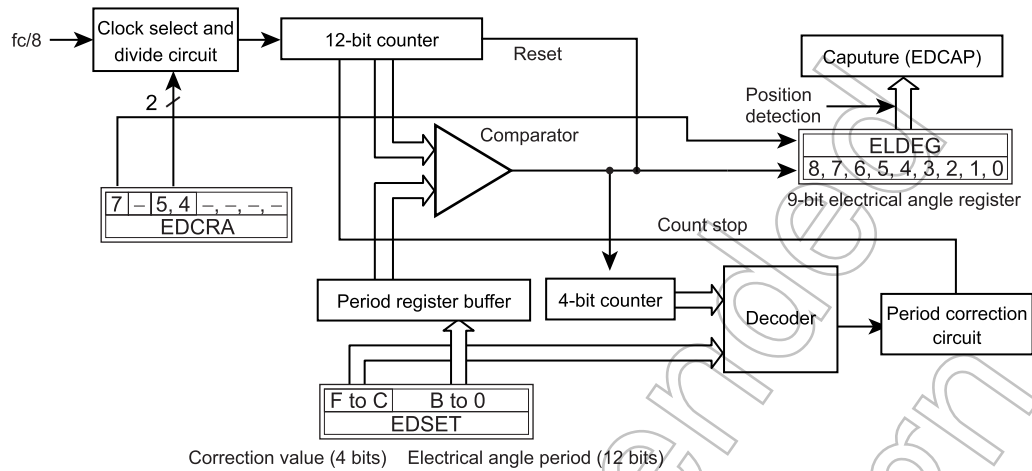 fc/8
Clock select and
divide circuit
12-bit counter
Reset
Caputure (EDCAP)
2
Position
detection
Comparator
ELDEG
8, 7, 6, 5, 4, 3, 2, 1, 0
9-bit electrical angle register
7 – 5, 4 –, –, –, –
EDCRA
Count stop
Period register buffer
4-bit counter
Decoder
Period correction
circuit
F to C B to 0
EDSET
Correction value (4 bits) Electrical angle period (12 bits)